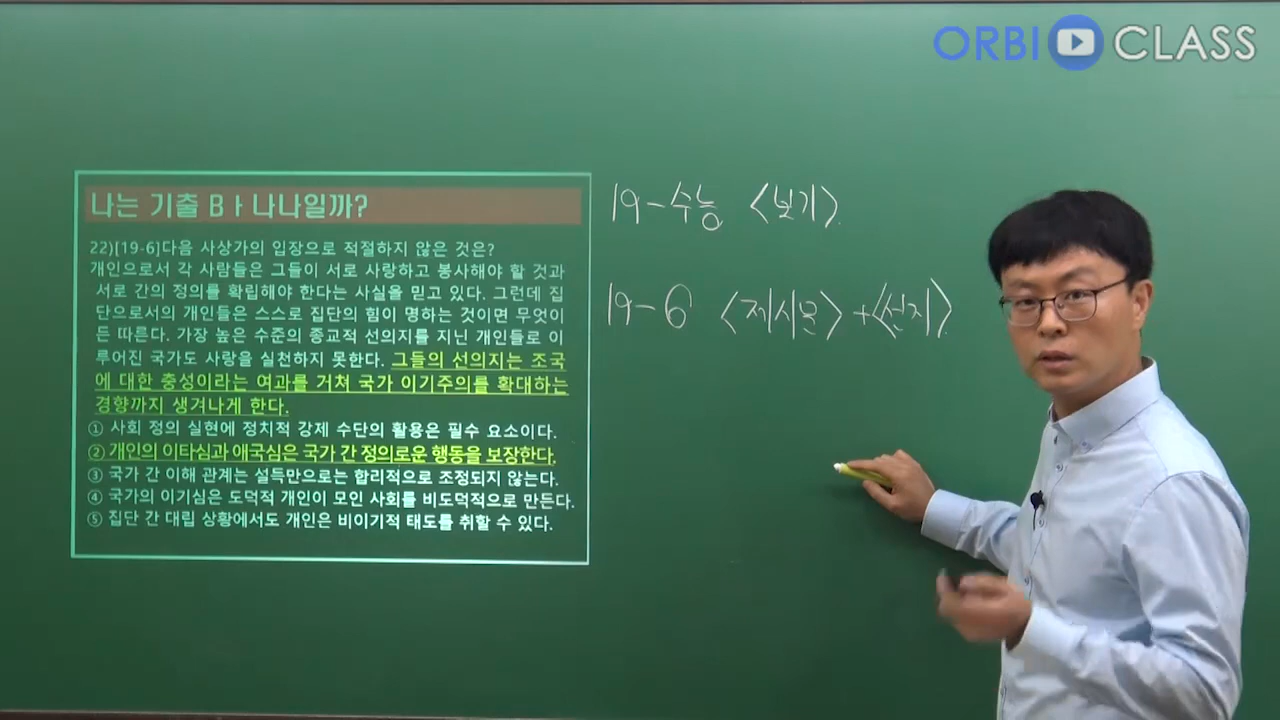 ORBI CLASS
나는 기출 Bㅏ나나일까?
22)[19-6]다음 사상가의 입장으로 적절하지 않은 것은?
개인으로서 각 사람들은 그들이 서로 사랑하고 봉사해야 할 것과
서로 간의 정의를 확립해야 한다는 사실을 믿고 있다. 그런데 집
단으로서의 개인들은 스스로 집단의 힘이 명하는 것이면 무엇이
든 따른다. 가장 높은 수준의 종교적 선의지를 지닌 개인들로 이
루어진 국가도 사랑을 실천하지 못한다. 그들의 선의지는 조국
에 대한 충성이라는 여과를 거쳐 국가 이기주의를 확대하는
경향까지 생겨나게 한다.
① 사회 정의 실현에 정치적 강제 수단의 활용은 필수 요소이다.
② 개인의 이타심과 애국심은 국가 간 정의로운 행동을 보장한다.
③ 국가 간 이해 관계는 설득만으로는 합리적으로 조정되지 않는다.
④ 국가의 이기심은 도덕적 개인이 모인 사회를 비도덕적으로 만든다.
⑤ 집단 간 대립 상황에서도 개인은 비이기적 태도를 취할 수 있다.
19-수능 <보기>.
19-6 <제시문>+<선지>.